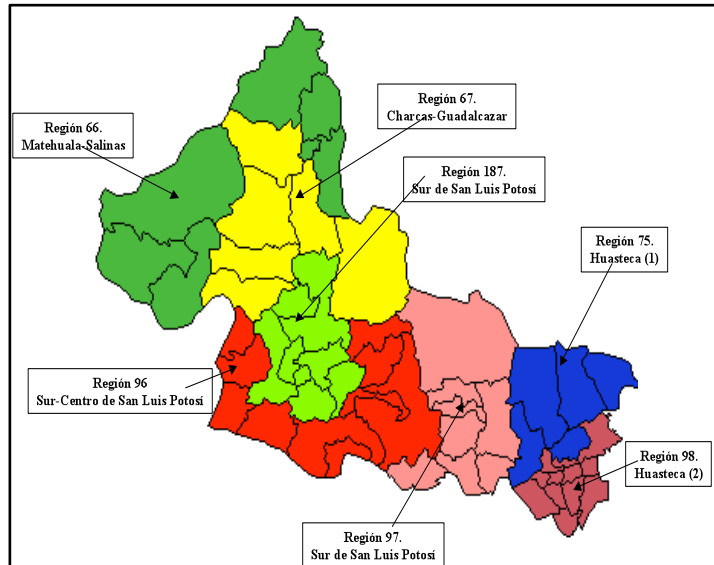 Región 67.
Charcas-Guadalcazar
Región 66.
Matehuala-Salinas
Región 187.
Sur de San Luis Potosí
Región 75.
Huasteca (1)
Región 96
Sur-Centro de San Luis Potosí
Región 98.
Huasteca (2)
Región 97.
Sur de San Luis Potosí